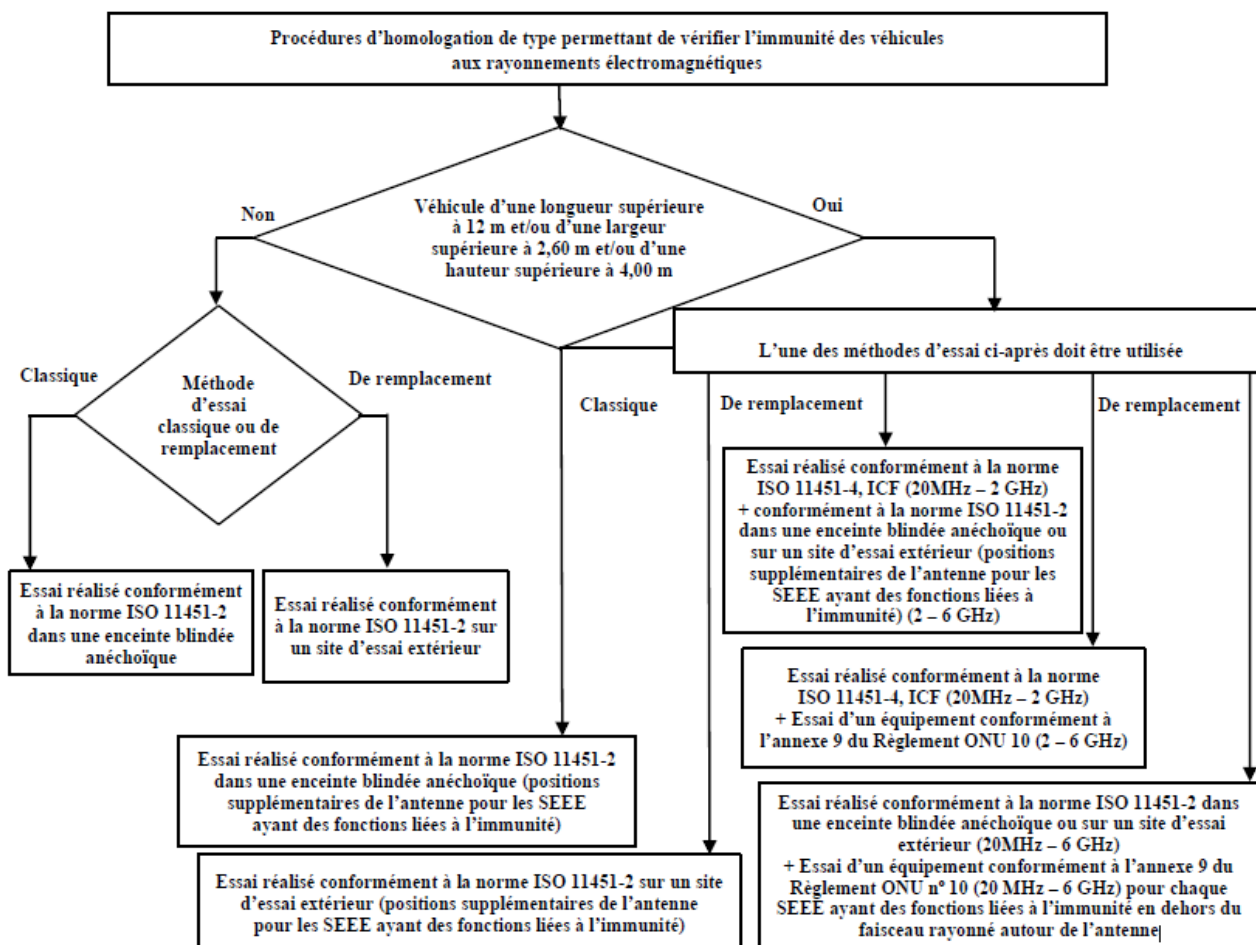 Procédures d'homologation de type permettant de vérifier l'immunité des véhicules
aux rayonnements électromagnétiques
Non
Véhicule d'une longueur supérieure
à 12 m et/ou d'une largeur
supérieure à 2,60 m et/ou d'une
hauteur supérieure à 4,00 m
Oui
Classique
Méthode
d'essai
classique ou de
remplacement
De remplacement
L'une des méthodes d'essai ci-après doit être utilisée
Classique
De remplacement
De remplacement
Essai réalisé conformément
à la norme ISO 11451-2
dans une enceinte blindée
anéchoïque
Essai réalisé conformément
à la norme ISO 11451-2 sur
un site d'essai extérieur
Essai réalisé conformément à la norme
ISO 11451-4, ICF (20MHz – 2 GHz)
+ conformément à la norme ISO 11451-2
dans une enceinte blindée anéchoïque ou
sur un site d'essai extérieur (positions
supplémentaires de l'antenne pour les
SEEE ayant des fonctions liées à
l'immunité) (2 – 6 GHz)
Essai réalisé conformément à la norme
ISO 11451-4, ICF (20MHz – 2 GHz)
+ Essai d'un équipement conformément à
l'annexe 9 du Règlement ONU 10 (2 – 6 GHz)
Essai réalisé conformément à la norme ISO 11451-2
dans une enceinte blindée anéchoïque (positions
supplémentaires de l'antenne pour les SEEE
ayant des fonctions liées à l'immunité)
Essai réalisé conformément à la norme ISO 11451-2 sur un site
d'essai extérieur (positions supplémentaires de l'antenne
pour les SEEE ayant des fonctions liées à l'immunité)
Essai réalisé conformément à la norme ISO 11451-2 dans
une enceinte blindée anéchoïque ou sur un site d'essai
extérieur (20MHz – 6 GHz)
+ Essai d'un équipement conformément à l'annexe 9 du
Règlement ONU nº 10 (20 MHz – 6 GHz) pour chaque
SEEE ayant des fonctions liées à l'immunité en dehors du
faisceau rayonné autour de l'antenne